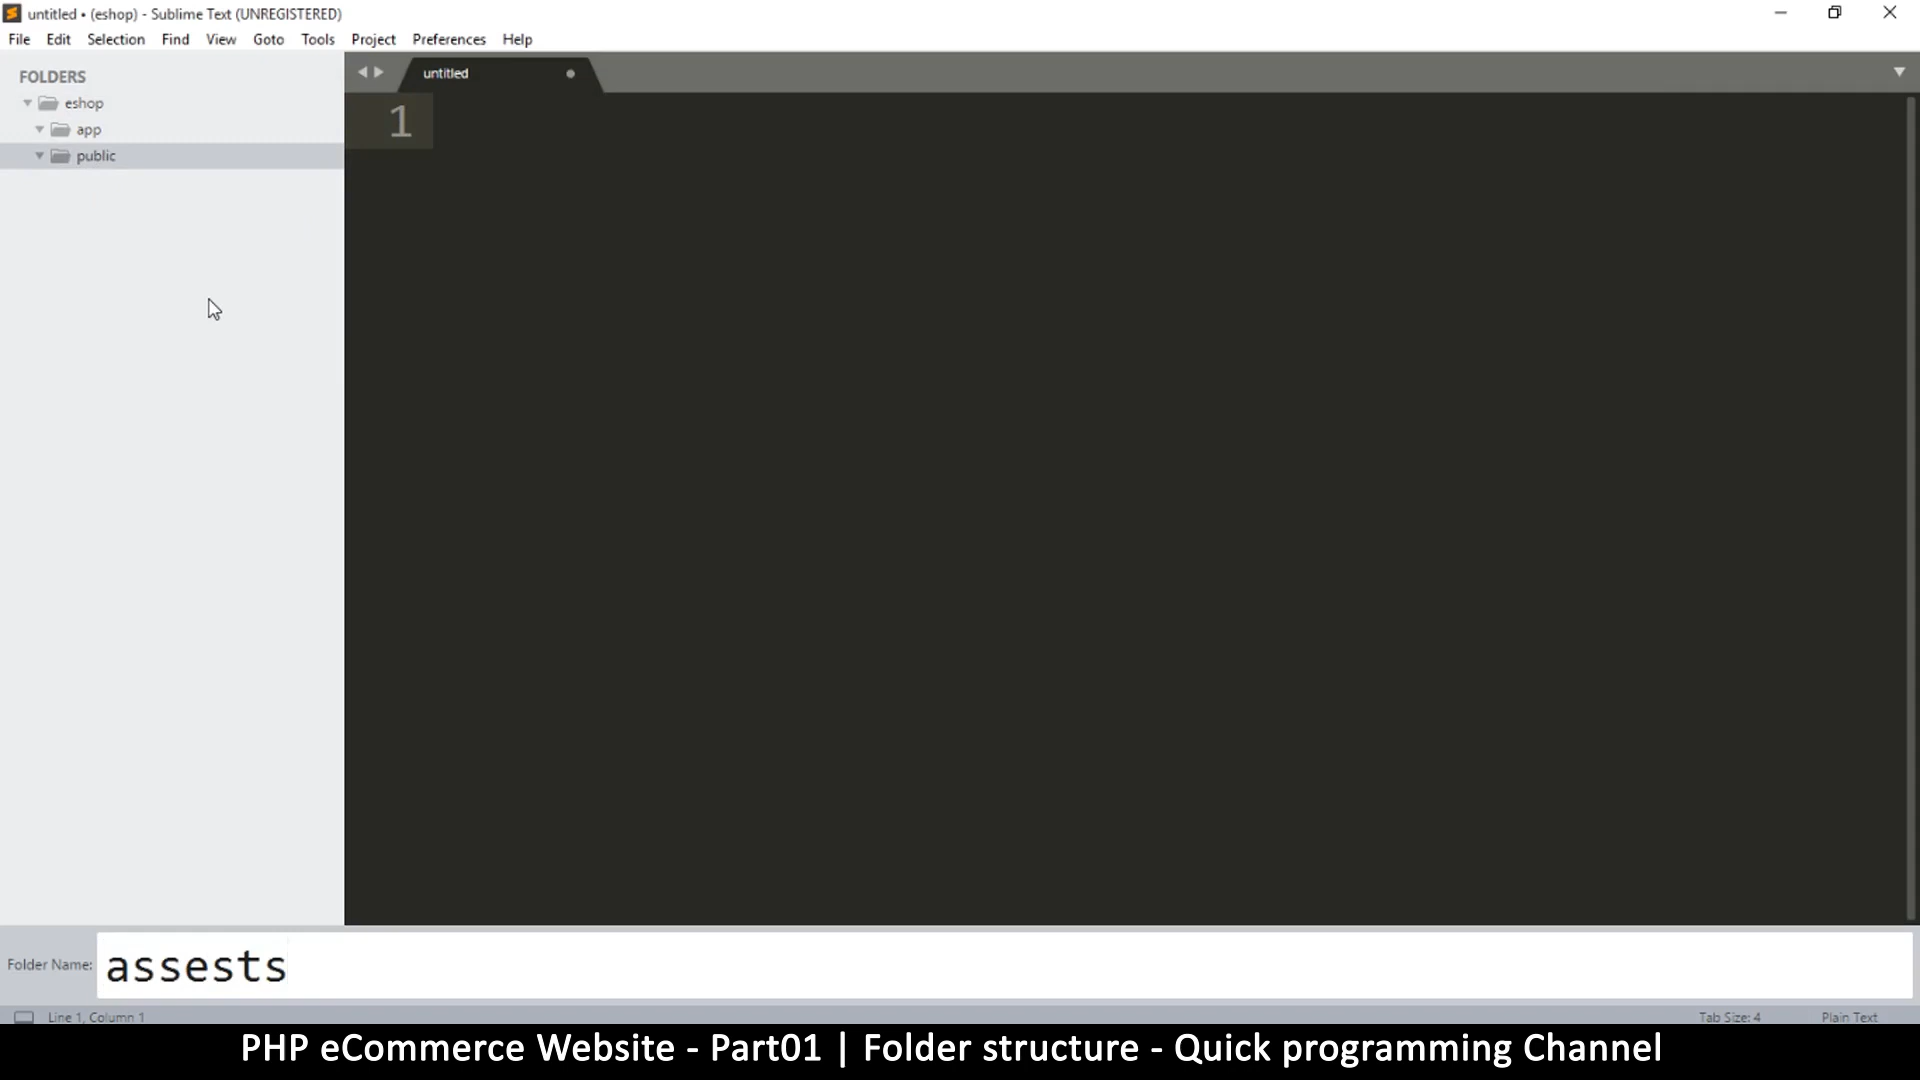 untitled • (eshop) - Sublime Text (UNREGISTERED)
File Edit Selection Find View Goto Tools Project Preferences Help
FOLDERS
eshop
app
public
untitled
1
Folder Name: assests
Line 1, Column 1 Tab Size: 4 Plain Text
PHP eCommerce Website - Part01 | Folder structure - Quick programming Channel